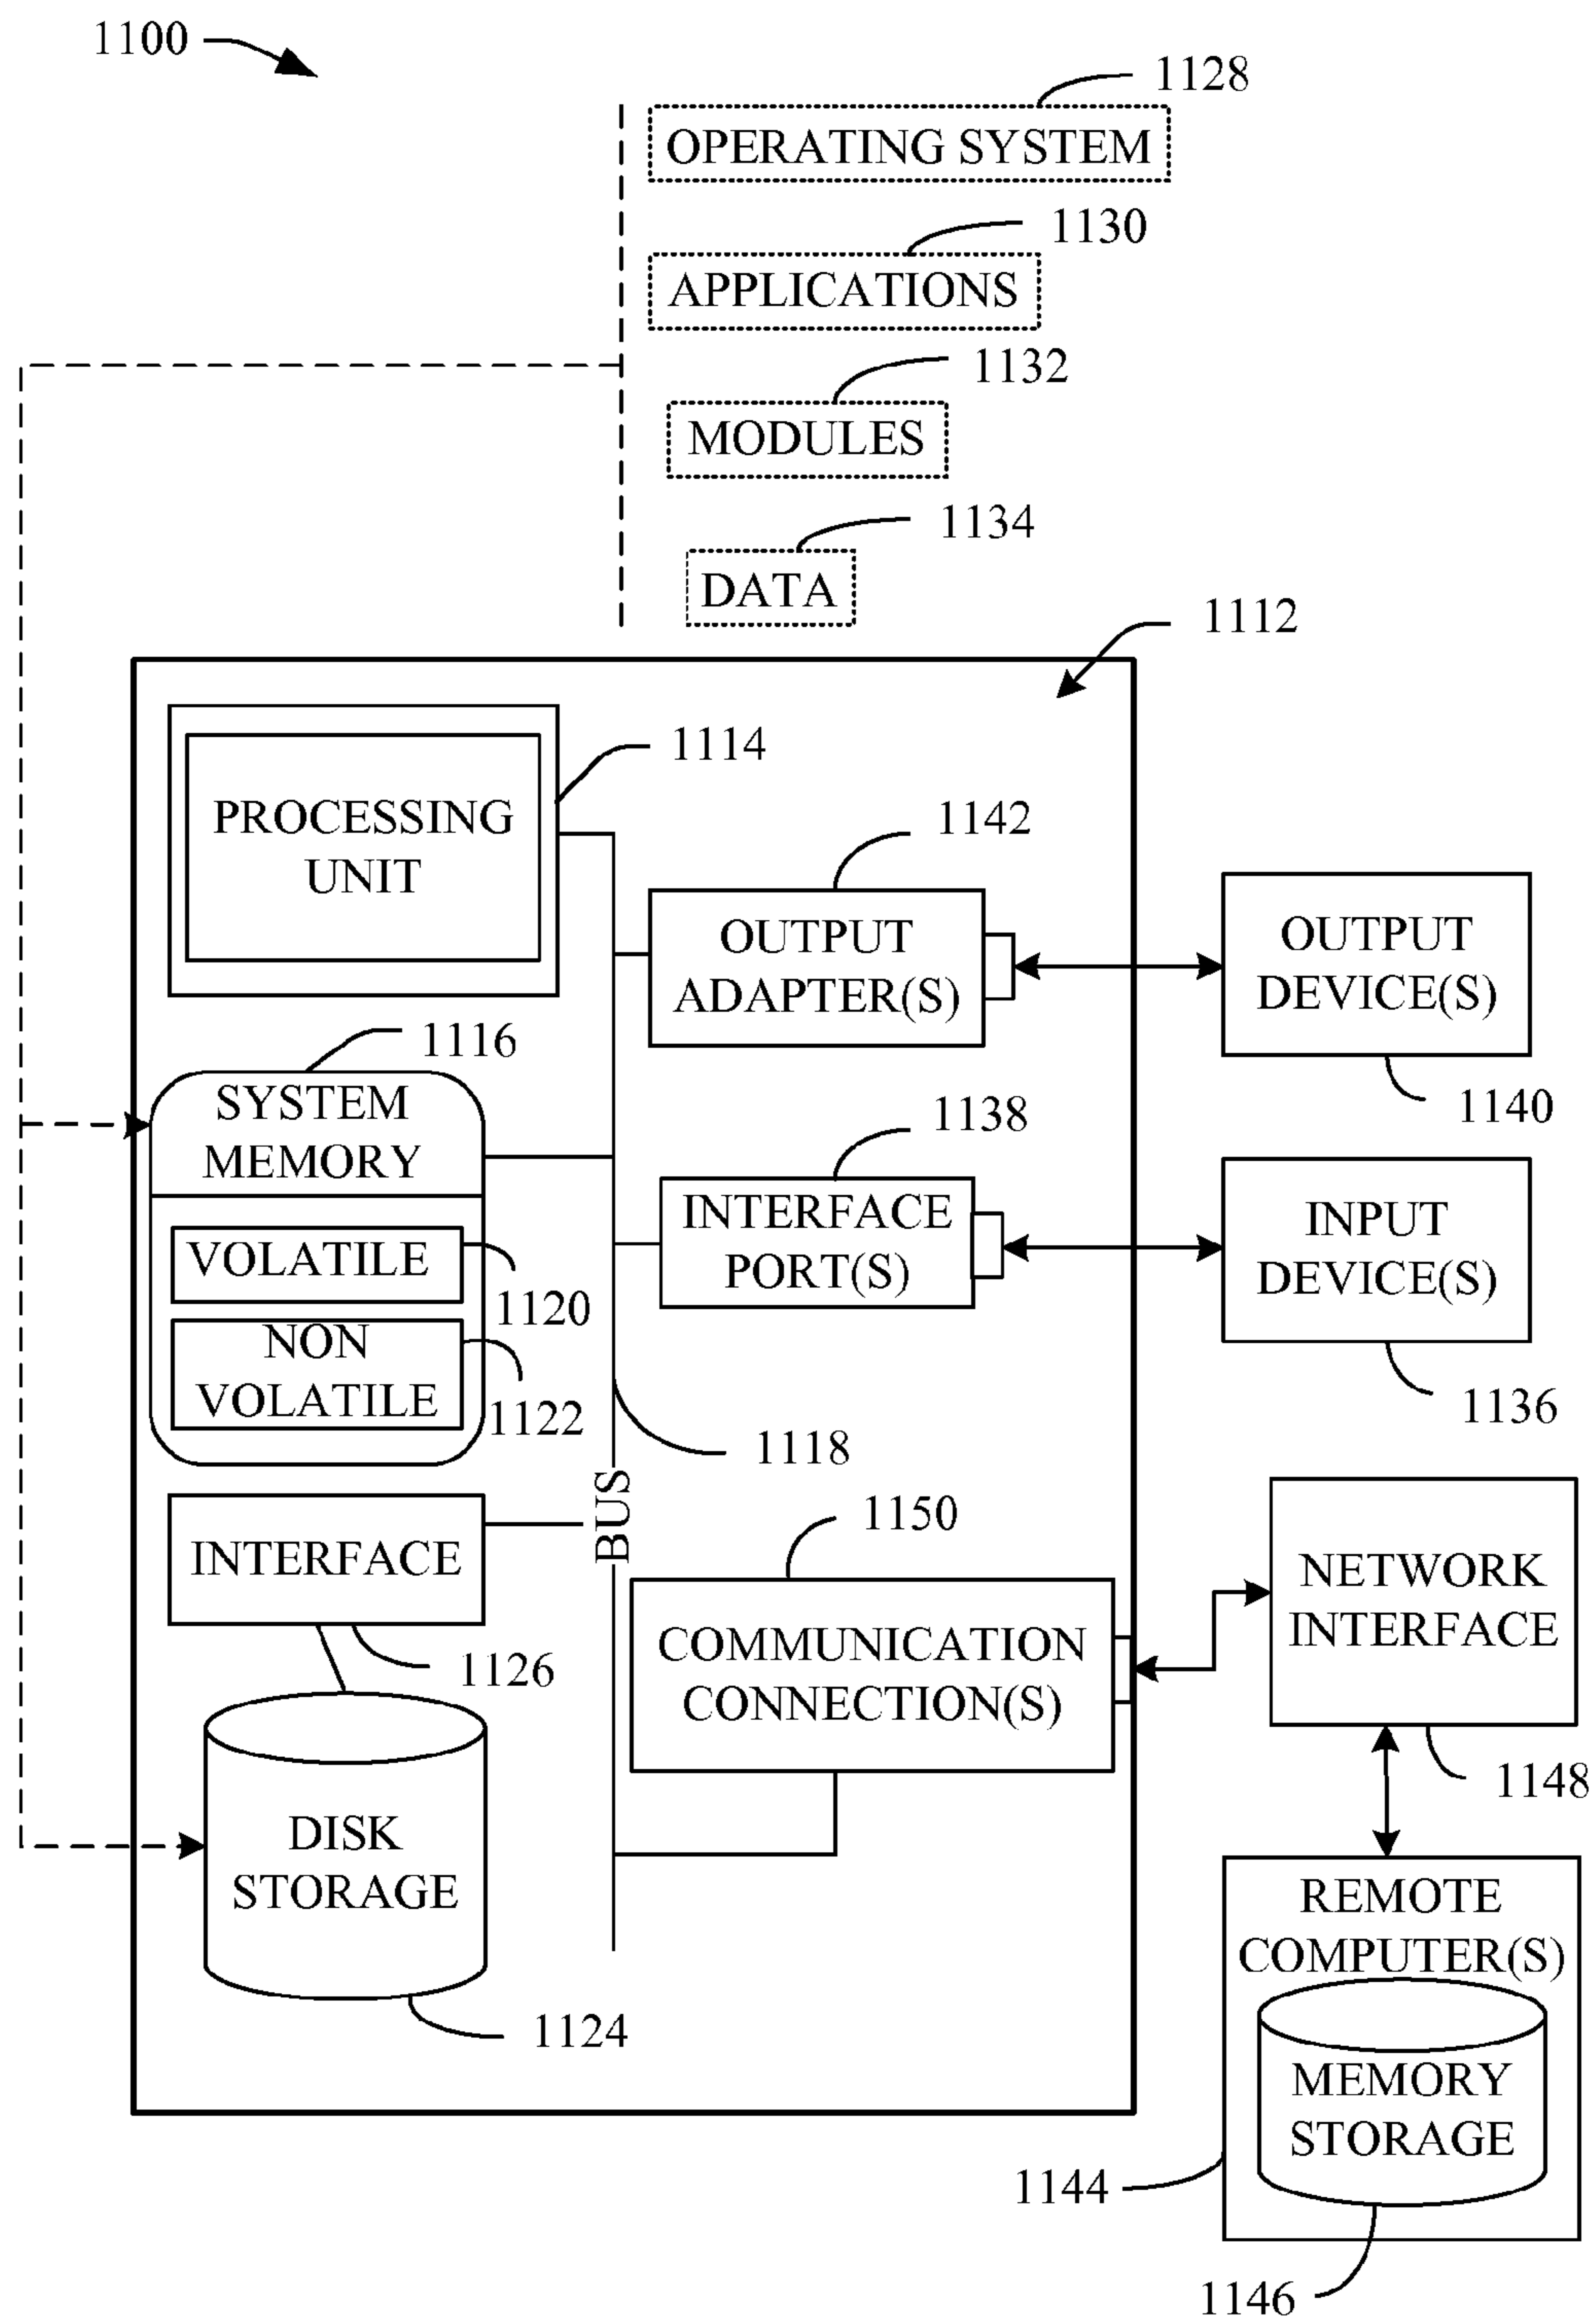 1100
1128
OPERATING SYSTEM
1130
APPLICATIONS
1132
MODULES
1134
DATA
1112
1114
PROCESSING
UNIT
1142
OUTPUT
ADAPTER(S)
OUTPUT
DEVICE(S)
1140
1116
SYSTEM
MEMORY
1138
INTERFACE
PORT(S)
INPUT
DEVICE(S)
1136
VOLATILE
1120
NON
VOLATILE
1122
1118
BUS
INTERFACE
1126
1150
COMMUNICATION
CONNECTION(S)
NETWORK
INTERFACE
1148
DISK
STORAGE
1124
REMOTE
COMPUTER(S)
MEMORY
STORAGE
1144
1146